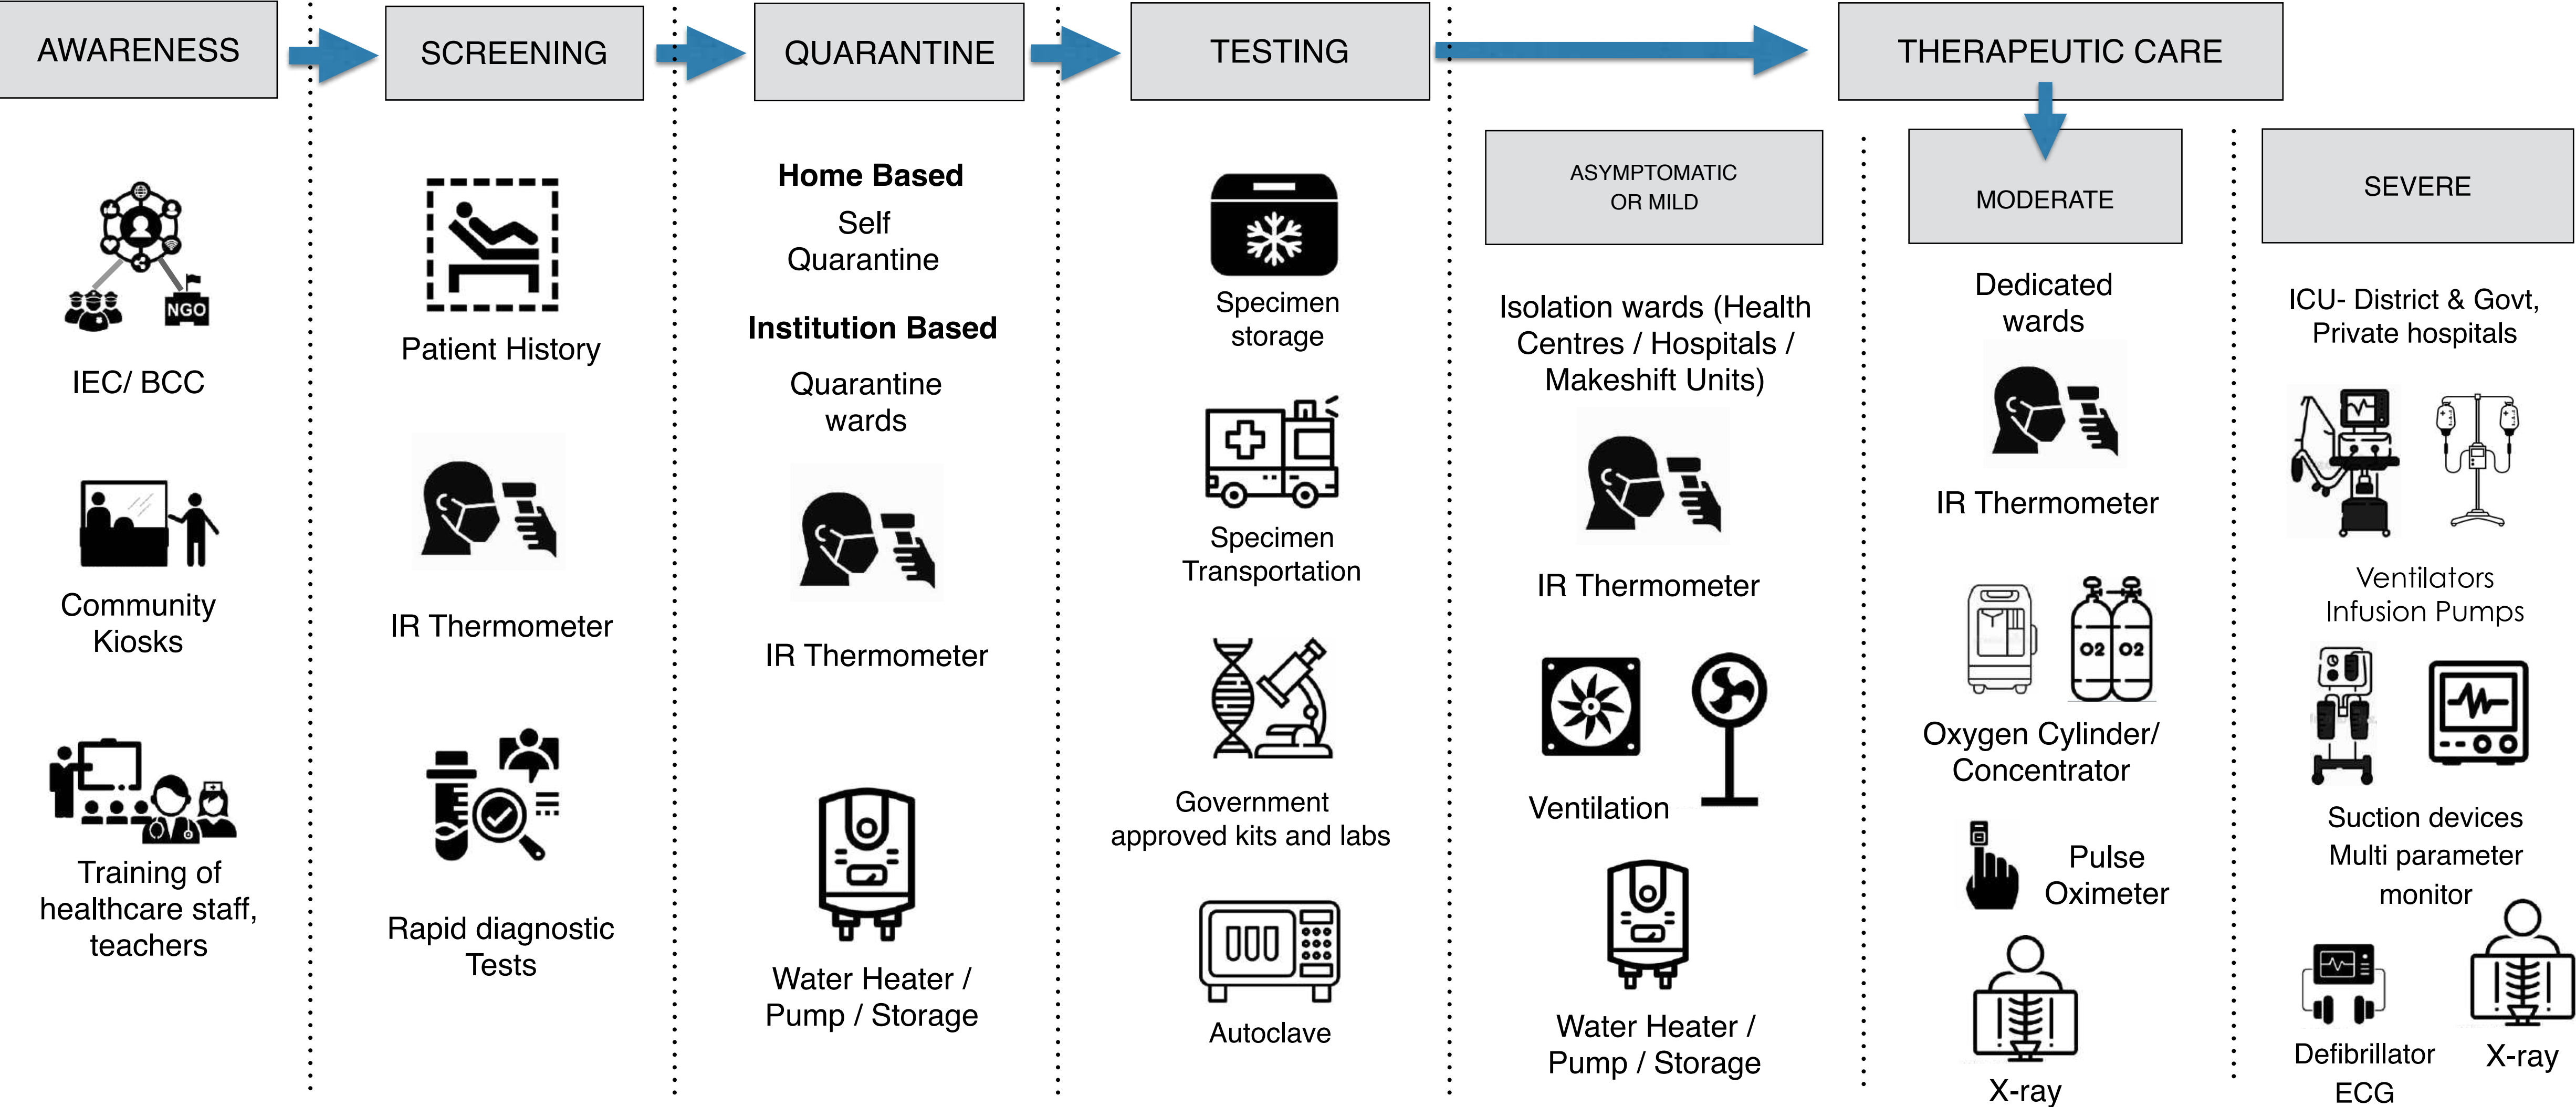 AWARENESS
SCREENING
QUARANTINE
TESTING
THERAPEUTIC CARE
NGO
IEC/ BCC
Community
Kiosks
Training of
healthcare staff,
teachers
Patient History
IR Thermometer
Rapid diagnostic
Tests
Home Based
Self
Quarantine
Institution Based
Quarantine
wards
IR Thermometer
Water Heater /
Pump / Storage
Specimen
storage
Specimen
Transportation
Government
approved kits and labs
Autoclave
ASYMPTOMATIC
OR MILD
Isolation wards (Health
Centres / Hospitals /
Makeshift Units)
IR Thermometer
Ventilation
Water Heater /
Pump / Storage
MODERATE
Dedicated
wards
IR Thermometer
O2 O2
Oxygen Cylinder/
Concentrator
Pulse
Oximeter
X-ray
SEVERE
ICU- District & Govt,
Private hospitals
Ventilators
Infusion Pumps
Suction devices
Multi parameter
monitor
Defibrillator
ECG
X-ray